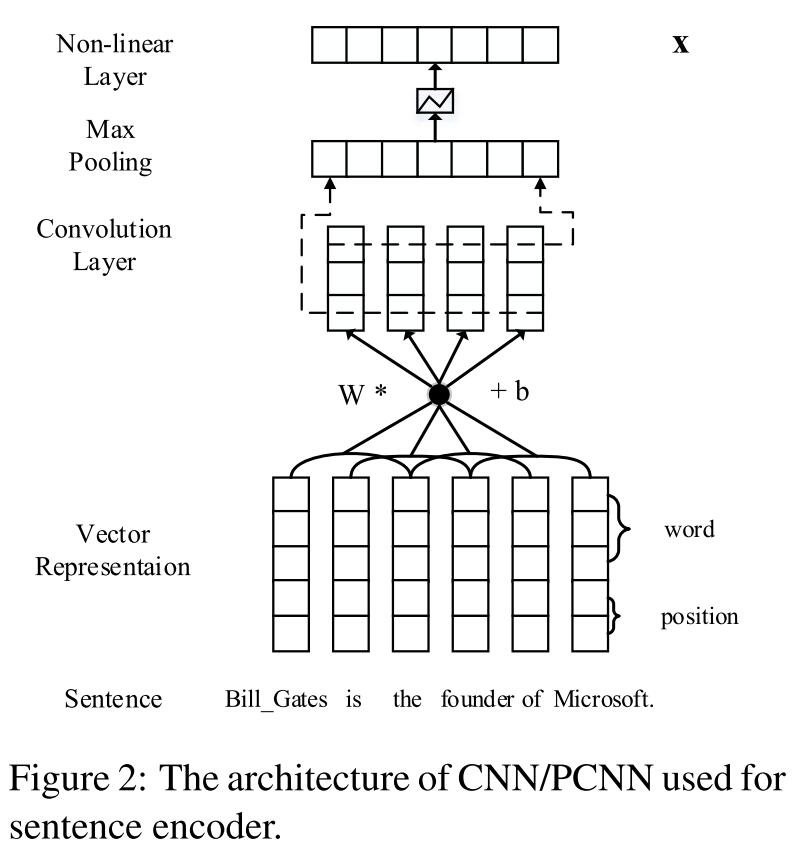 Non-linear
Layer
x
Max
Pooling
Convolution
Layer
W *
+ b
Vector
Representaion
word
position
Sentence
Bill_Gates is the founder of Microsoft.
Figure 2: The architecture of CNN/PCNN used for
sentence encoder.